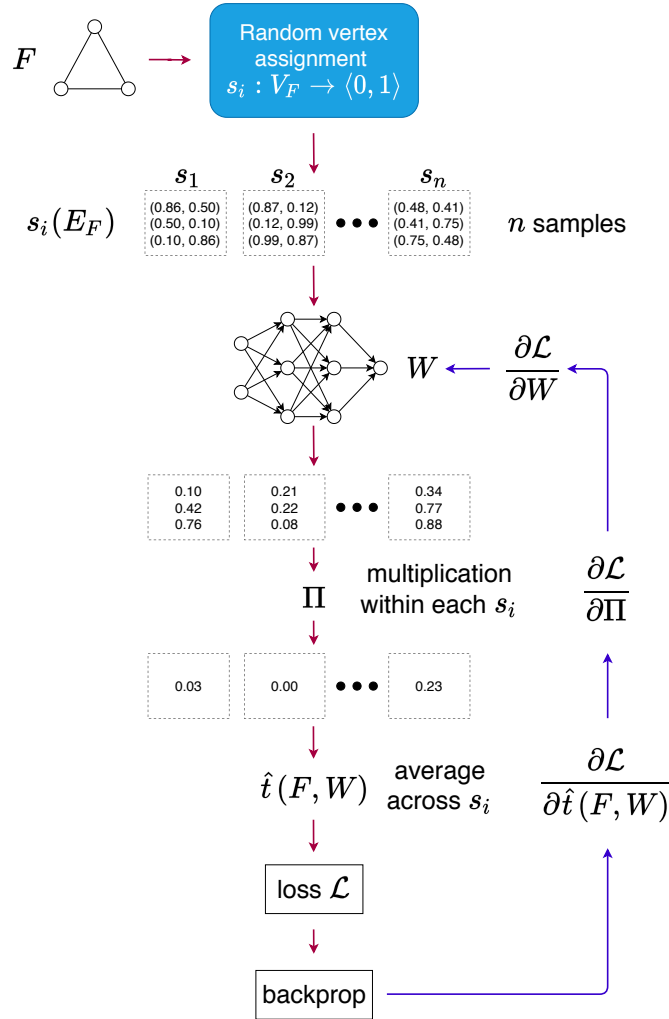 F
Random vertex
assignment
s_i : V_F → ⟨0, 1⟩
s_1 s_2 s_n
s_i(E_F)
(0.86, 0.50)
(0.50, 0.10)
(0.10, 0.86)
(0.87, 0.12)
(0.12, 0.99)
(0.99, 0.87)
●●●
(0.48, 0.41)
(0.41, 0.75)
(0.75, 0.48)
n samples
W
∂ℒ/∂W
0.10
0.42
0.76
0.21
0.22
0.08
●●●
0.34
0.77
0.88
Π
multiplication
within each s_i
∂ℒ/∂Π
0.03
0.00
●●●
0.23
t̂(F, W)
average
across s_i
∂ℒ/∂t̂(F, W)
loss ℒ
backprop